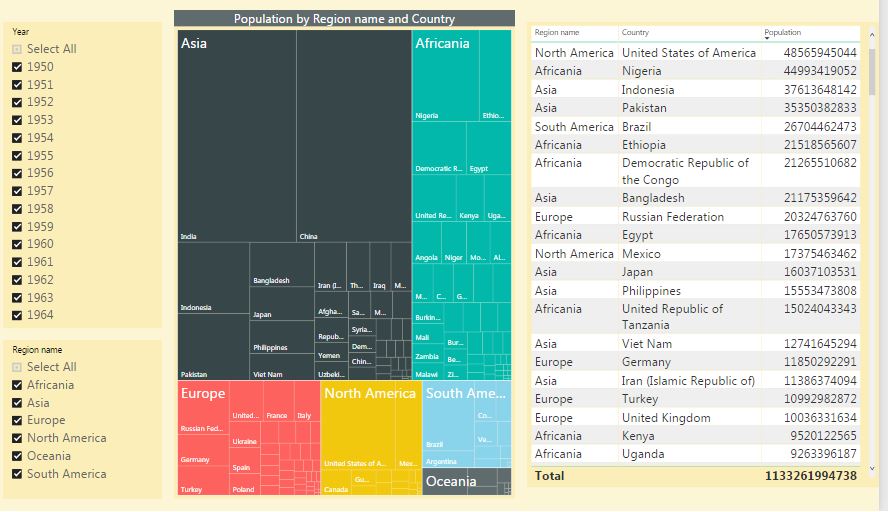 Year
Select All
1950
1951
1952
1953
1954
1955
1956
1957
1958
1959
1960
1961
1962
1963
1964
Region name
Select All
Africania
Asia
Europe
North America
Oceania
South America
Population by Region name and Country
Asia
India
China
Indonesia
Pakistan
Bangladesh
Japan
Philippines
Viet Nam
Iran (I...
Th...
Iraq
M...
Afgha...
Sa...
M...
Repub...
Syria...
Yemen
Dem...
Uzbeki...
Chin...
Africania
Nigeria
Ethio...
Democratic R...
Egypt
United Re...
Kenya
Uga...
Angola
Niger
Mo...
Al...
M...
C...
G...
Burkin...
Mali
Bur...
Zambia
Be...
Malawi
Zi...
Europe
Russian Fed...
Germany
Turkey
United...
France
Italy
Ukraine
Spain
Poland
North America
United States of A...
Mex...
Canada
Gu...
South Ame...
Brazil
Co...
Ve...
Argentina
Oceania
Region name Country Population
North America United States of America 48565945044
Africania Nigeria 44993419052
Asia Indonesia 37613648142
Asia Pakistan 35350382833
South America Brazil 26704462473
Africania Ethiopia 21518565607
Africania Democratic Republic of 21265510682
the Congo
Asia Bangladesh 21175359642
Europe Russian Federation 20324763760
Africania Egypt 17650573913
North America Mexico 17375463462
Asia Japan 16037103531
Asia Philippines 15553473808
Africania United Republic of 15024043343
Tanzania
Asia Viet Nam 12741645294
Europe Germany 11850292291
Asia Iran (Islamic Republic of) 11386374094
Europe Turkey 10992982872
Europe United Kingdom 10036331634
Africania Kenya 9520122565
Africania Uganda 9263396187
Total 1133261994738